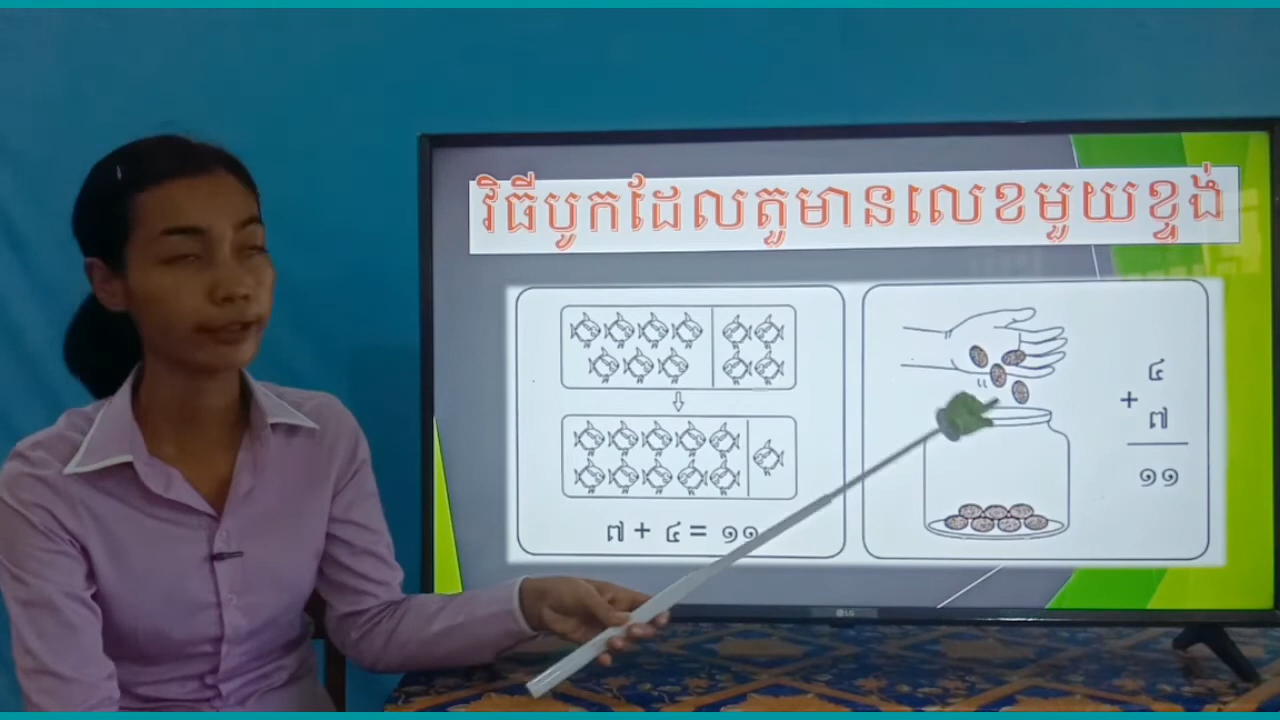 វិធីបូកដែលតួមានលេខមួយខ្ទង់
៧ + ៤ = ១១
៤
+
៧
១១
LG